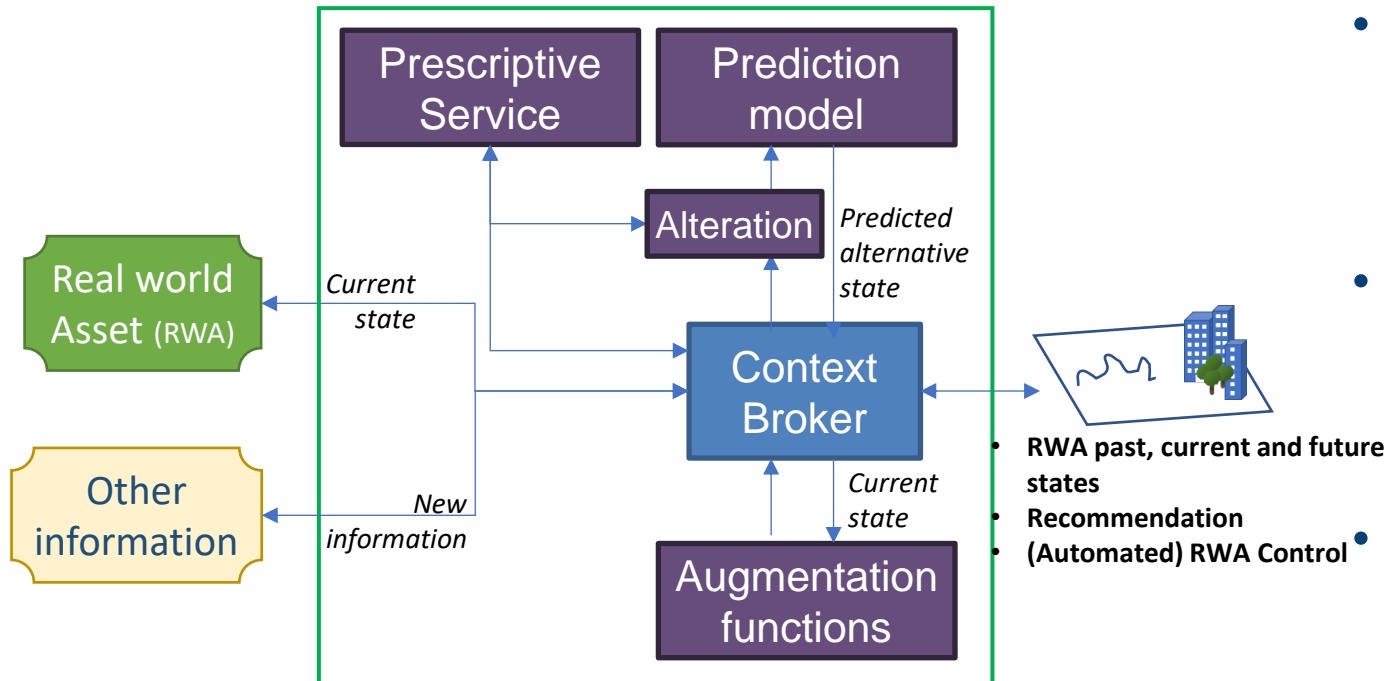 Prescriptive
Service
Prediction
model
Alteration
Predicted
alternative
state
Real world
Asset (RWA)
Current
state
Context
Broker
Other
information
New
information
Current
state
Augmentation
functions
• RWA past, current and future
states
• Recommendation
• (Automated) RWA Control